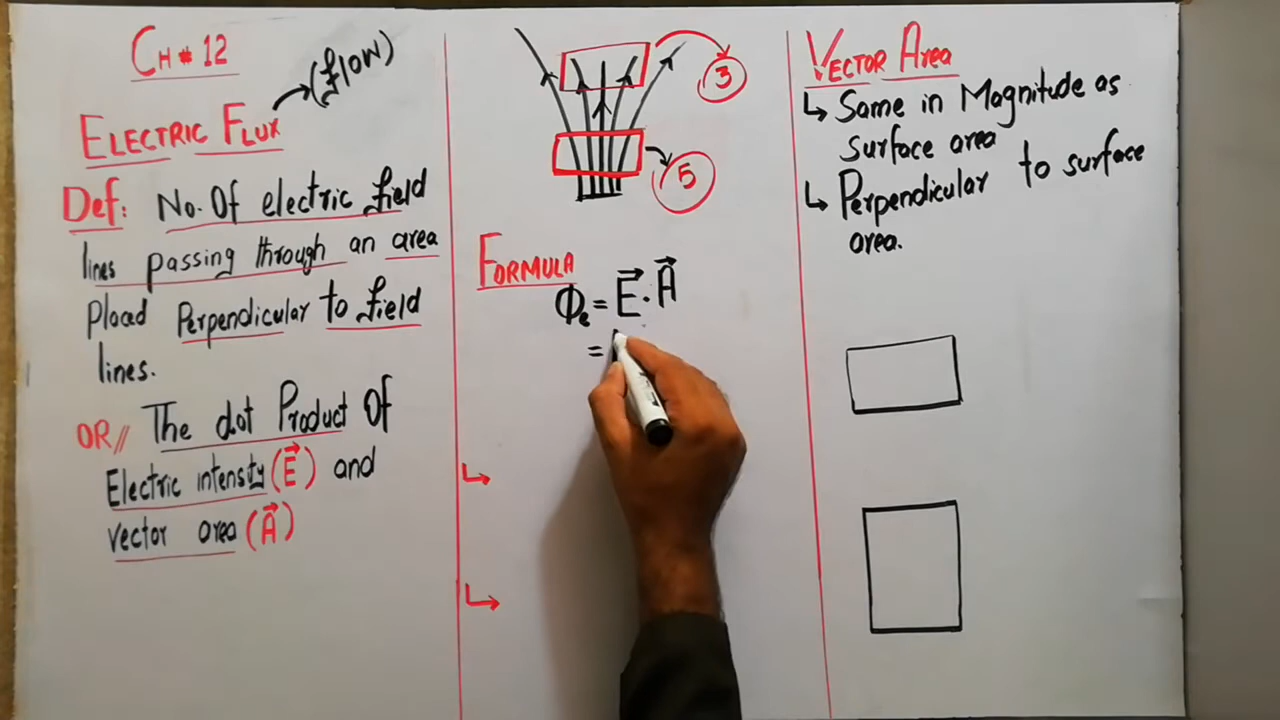 CH # 12
(flow)
ELECTRIC FLUX
Def: No. Of electric field
lines passing through an area
placed Perpendicular to field
lines.
OR// The dot Product Of
Electric intensity (E⃗) and
vector area (A⃗)
3
5
FORMULA
Φe = E⃗ . A⃗
=
VECTOR Area
↳ Same in Magnitude as
surface area
↳ Perpendicular to surface
area.